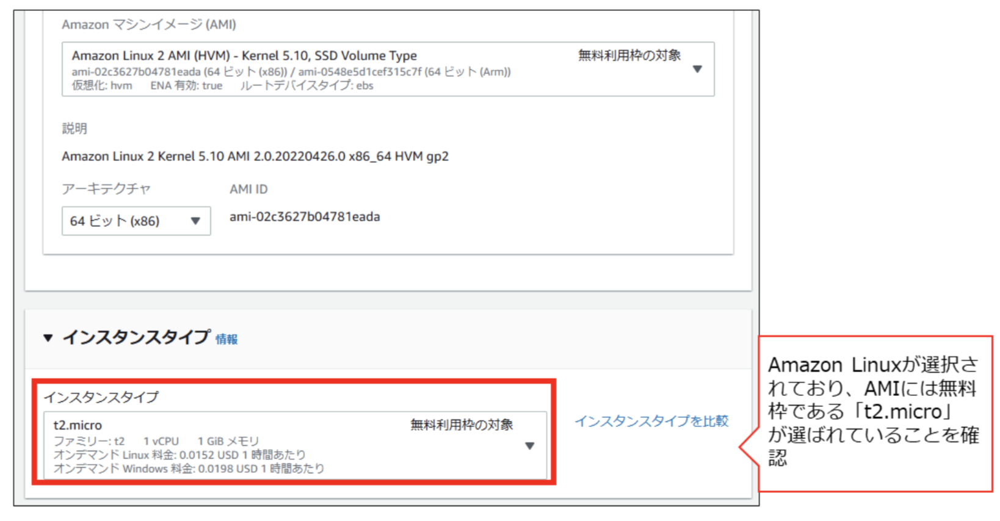 Amazon マシンイメージ (AMI)
Amazon Linux 2 AMI (HVM) - Kernel 5.10, SSD Volume Type 無料利用枠の対象
ami-02c3627b04781eada (64 ビット (x86)) / ami-0548e5d1cef315c7f (64 ビット (Arm))
仮想化: hvm ENA 有効: true ルートデバイスタイプ: ebs
説明
Amazon Linux 2 Kernel 5.10 AMI 2.0.20220426.0 x86_64 HVM gp2
アーキテクチャ AMI ID
64 ビット (x86) ami-02c3627b04781eada
インスタンスタイプ 情報
インスタンスタイプ
t2.micro 無料利用枠の対象
ファミリー: t2 1 vCPU 1 GiB メモリ
オンデマンド Linux 料金: 0.0152 USD 1 時間あたり
オンデマンド Windows 料金: 0.0198 USD 1 時間あたり
インスタンスタイプを比較
Amazon Linuxが選択さ
れており、AMIには無料
枠である「t2.micro」
が選ばれていることを確
認